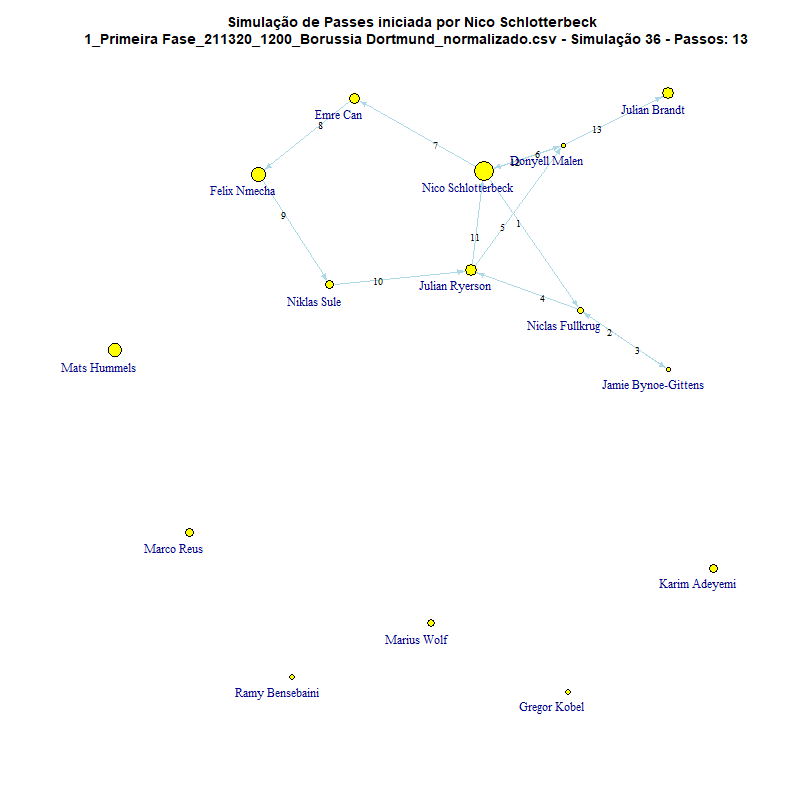 Simulação de Passes iniciada por Nico Schlotterbeck
1_Primeira Fase_211320_1200_Borussia Dortmund_normalizado.csv - Simulação 36 - Passos: 13
Julian Brandt
Emre Can
13
8
7
6
12
Donyell Malen
Felix Nmecha
Nico Schlotterbeck
9
5
1
11
10
Julian Ryerson
Niklas Sule
4
Niclas Fullkrug
2
3
Mats Hummels
Jamie Bynoe-Gittens
Marco Reus
Karim Adeyemi
Marius Wolf
Ramy Bensebaini
Gregor Kobel